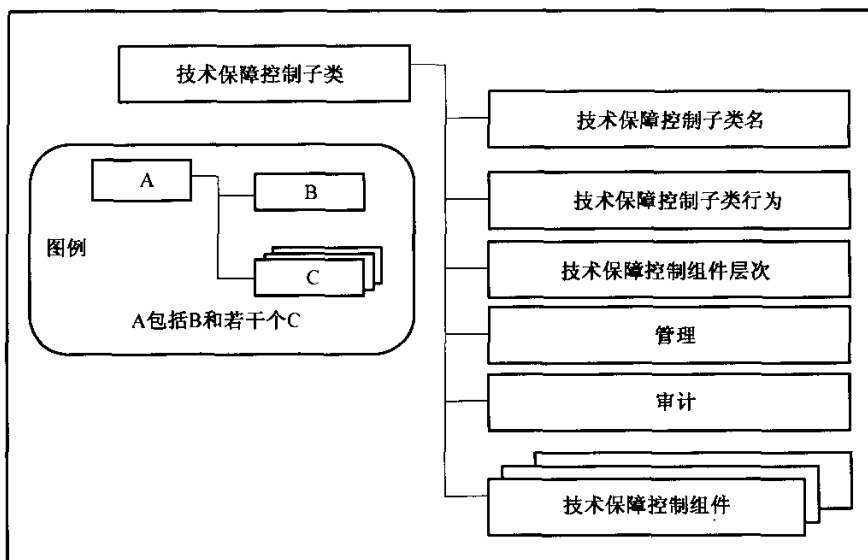 技术保障控制子类
技术保障控制子类名
A
B
图例
C
A包括B和若干个C
技术保障控制子类行为
技术保障控制组件层次
管理
审计
技术保障控制组件